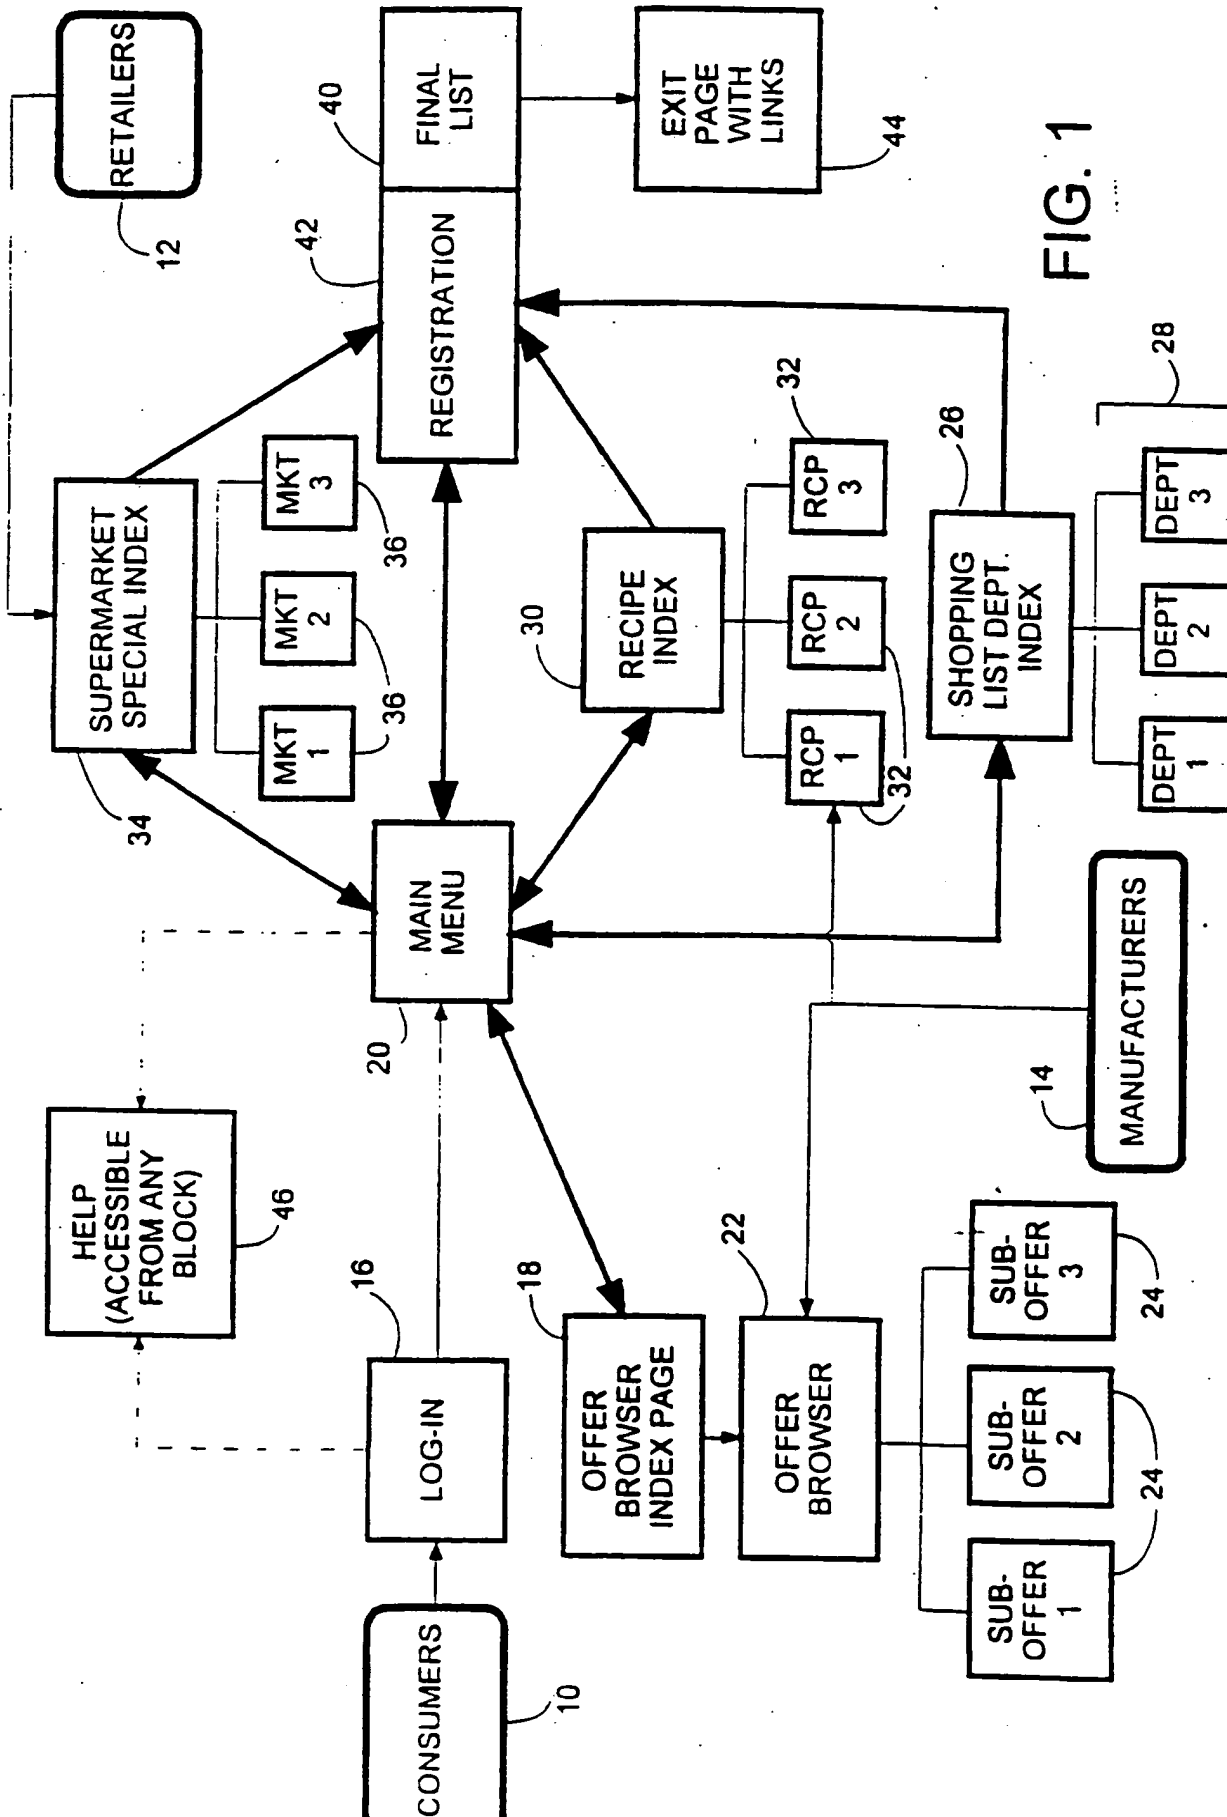 CONSUMERS
10
LOG-IN
16
HELP
(ACCESSIBLE
FROM ANY
BLOCK)
46
MAIN
MENU
20
OFFER
BROWSER
INDEX PAGE
18
OFFER
BROWSER
22
SUB-
OFFER
1
SUB-
OFFER
2
SUB-
OFFER
3
24
24
MANUFACTURERS
14
SUPERMARKET
SPECIAL INDEX
34
MKT
1
MKT
2
MKT
3
36
36
RETAILERS
12
REGISTRATION
42
FINAL
LIST
40
EXIT
PAGE
WITH
LINKS
44
RECIPE
INDEX
30
RCP
1
RCP
2
RCP
3
32
32
SHOPPING
LIST DEPT.
INDEX
26
DEPT
1
DEPT
2
DEPT
3
28
FIG. 1